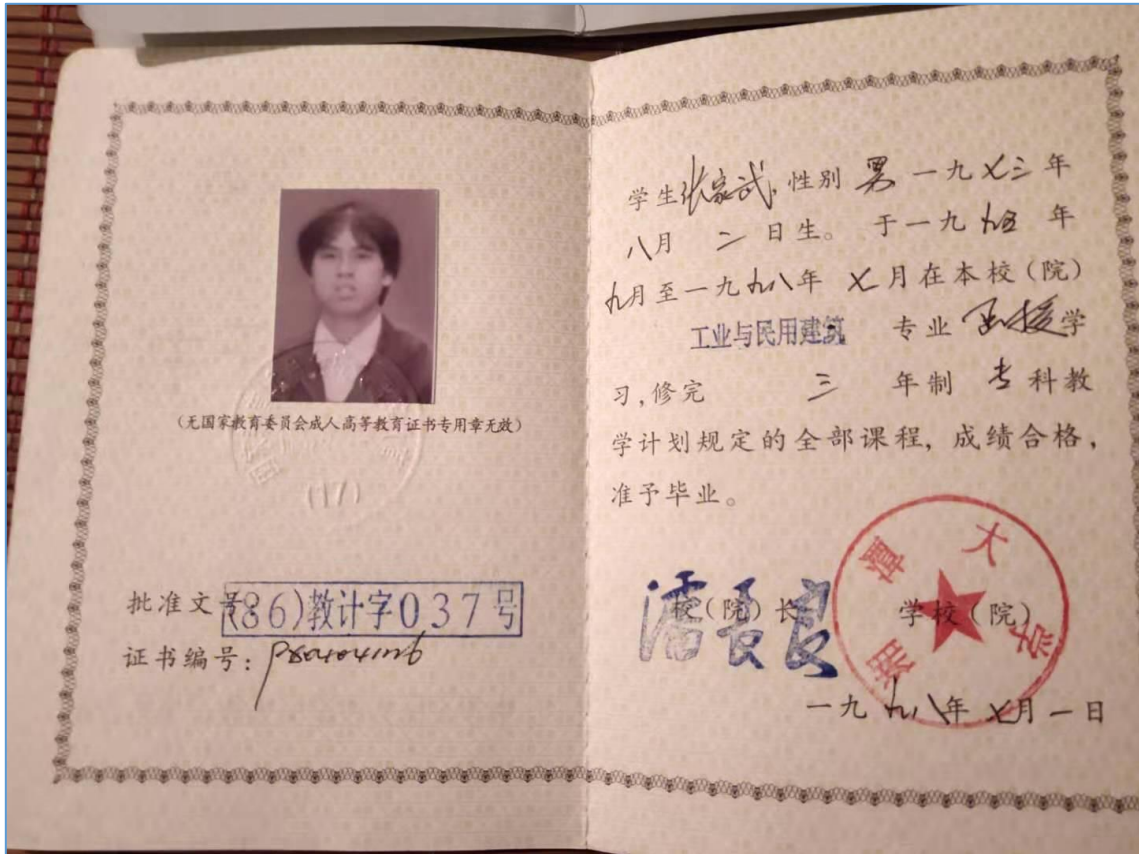 (无国家教育委员会成人高等教育证书专用章无效)
(17)
批准文号:(86)教计字037号
证书编号:
学生张家武,性别 男 一九七三年
八月 二 日生。 于一九九五 年
九月至一九九八年 七月在本校(院)
工业与民用建筑 专业 函授学
习,修完 三 年制 专科教
学计划规定的全部课程,成绩合格,
准予毕业。
校(院)长 学校(院)
湘潭大学
一九九八年 七月一日